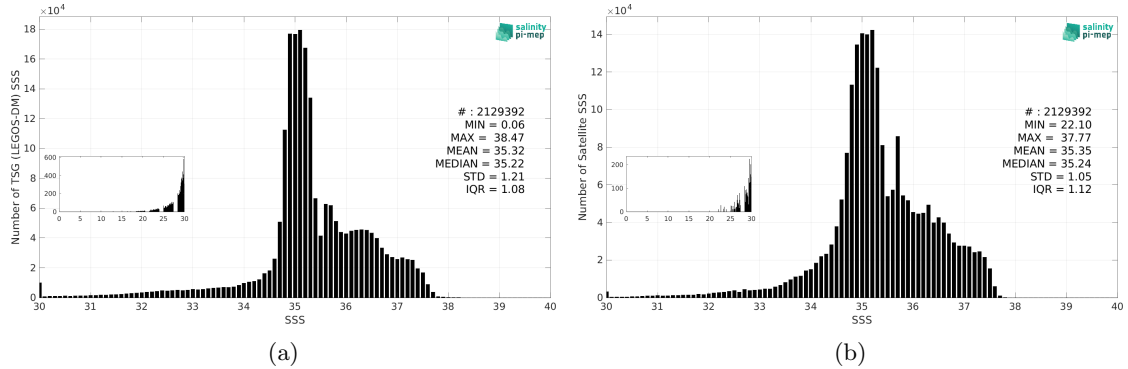 ×10⁴
18
16
14
12
10
8
6
4
2
0
Number of TSG (LEGOS-DM) SSS
salinity
pi-mep
# : 2129392
MIN = 0.06
MAX = 38.47
MEAN = 35.32
MEDIAN = 35.22
STD = 1.21
IQR = 1.08
600
400
200
0
0 5 10 15 20 25 30
30 31 32 33 34 35 36 37 38 39 40
SSS
(a)
×10⁴
14
12
10
8
6
4
2
0
Number of Satellite SSS
salinity
pi-mep
# : 2129392
MIN = 22.10
MAX = 37.77
MEAN = 35.35
MEDIAN = 35.24
STD = 1.05
IQR = 1.12
200
100
0
0 5 10 15 20 25 30
30 31 32 33 34 35 36 37 38 39 40
SSS
(b)